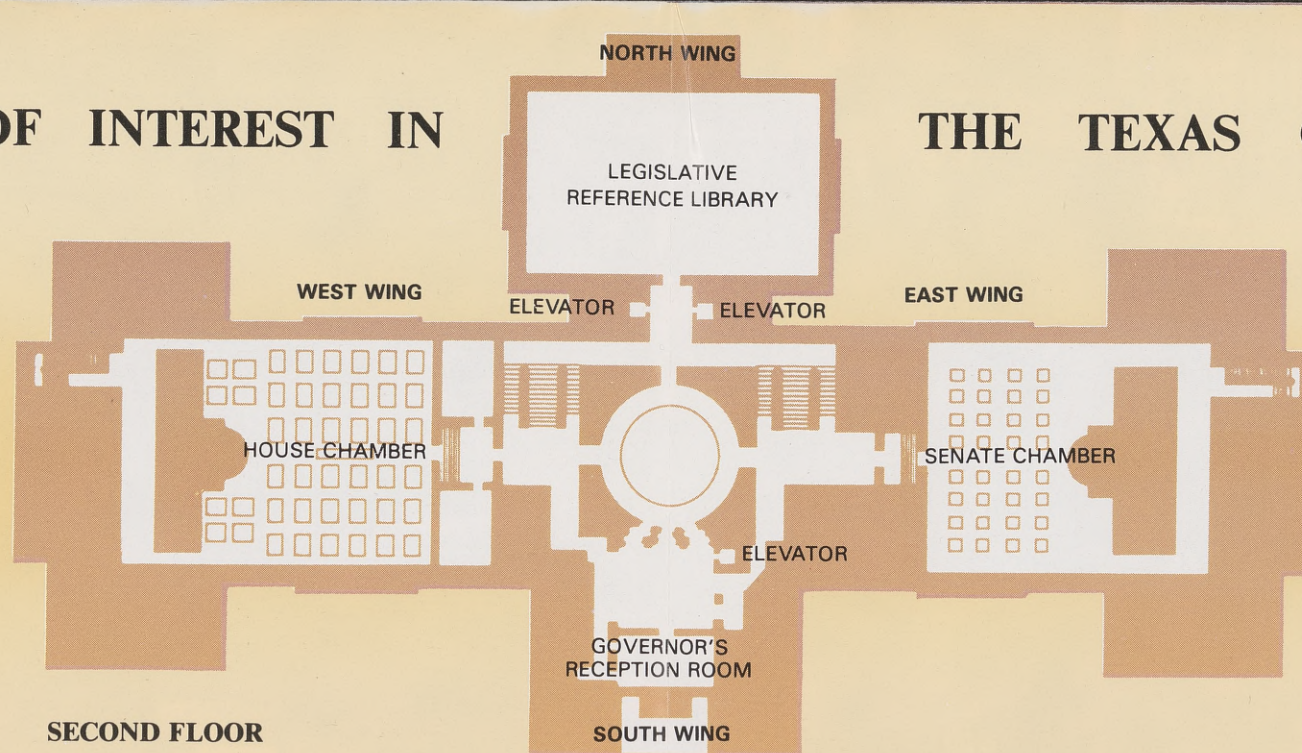 NORTH WING
OF INTEREST IN THE TEXAS
LEGISLATIVE
REFERENCE LIBRARY
WEST WING
EAST WING
ELEVATOR
ELEVATOR
HOUSE CHAMBER
SENATE CHAMBER
ELEVATOR
GOVERNOR'S
RECEPTION ROOM
SECOND FLOOR
SOUTH WING